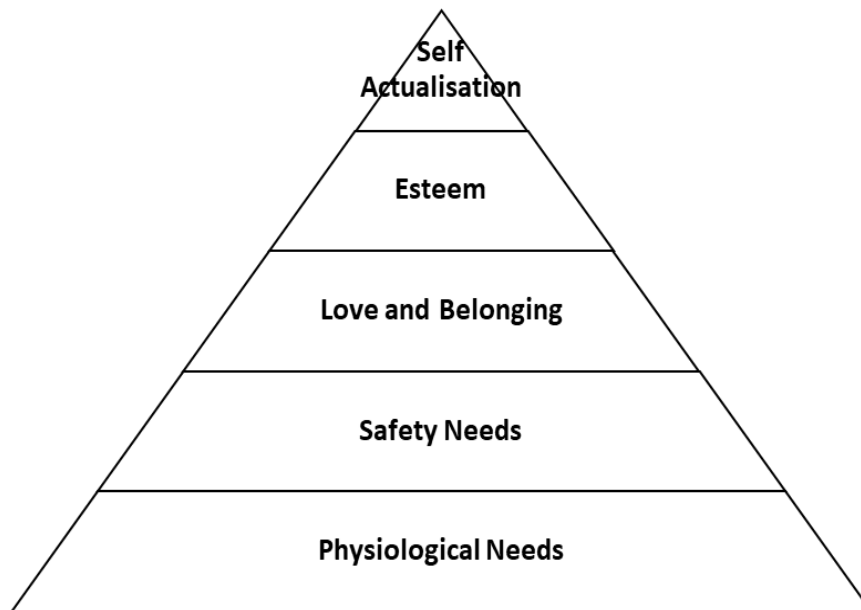 Self
Actualisation
Esteem
Love and Belonging
Safety Needs
Physiological Needs